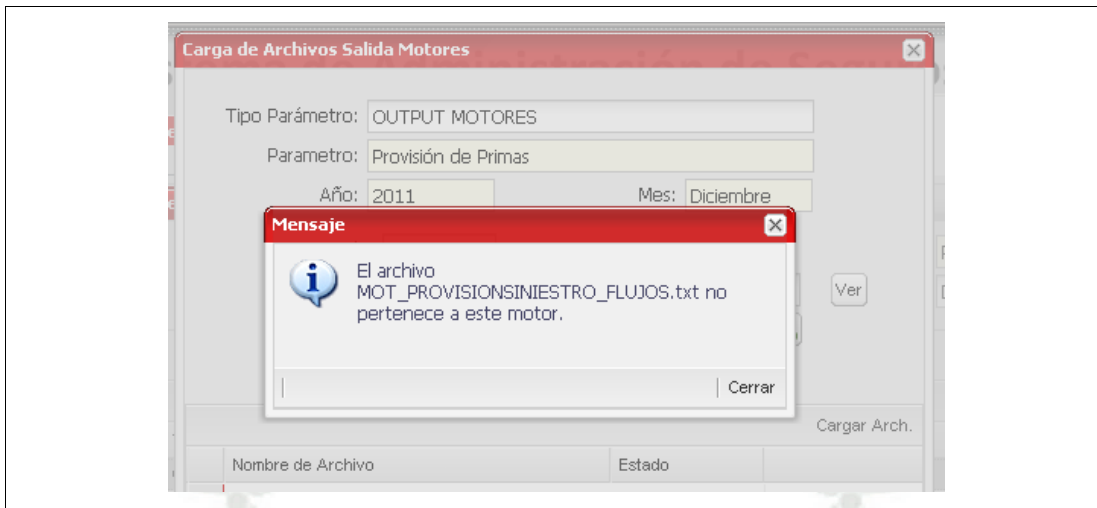 Carga de Archivos Salida Motores
Tipo Parámetro: OUTPUT MOTORES
Parametro: Provisión de Primas
Año: 2011 Mes: Diciembre
Mensaje
El archivo
MOT_PROVISIONSINIESTRO_FLUJOS.txt no
pertenece a este motor.
Ver
Cerrar
Cargar Arch.
Nombre de Archivo Estado